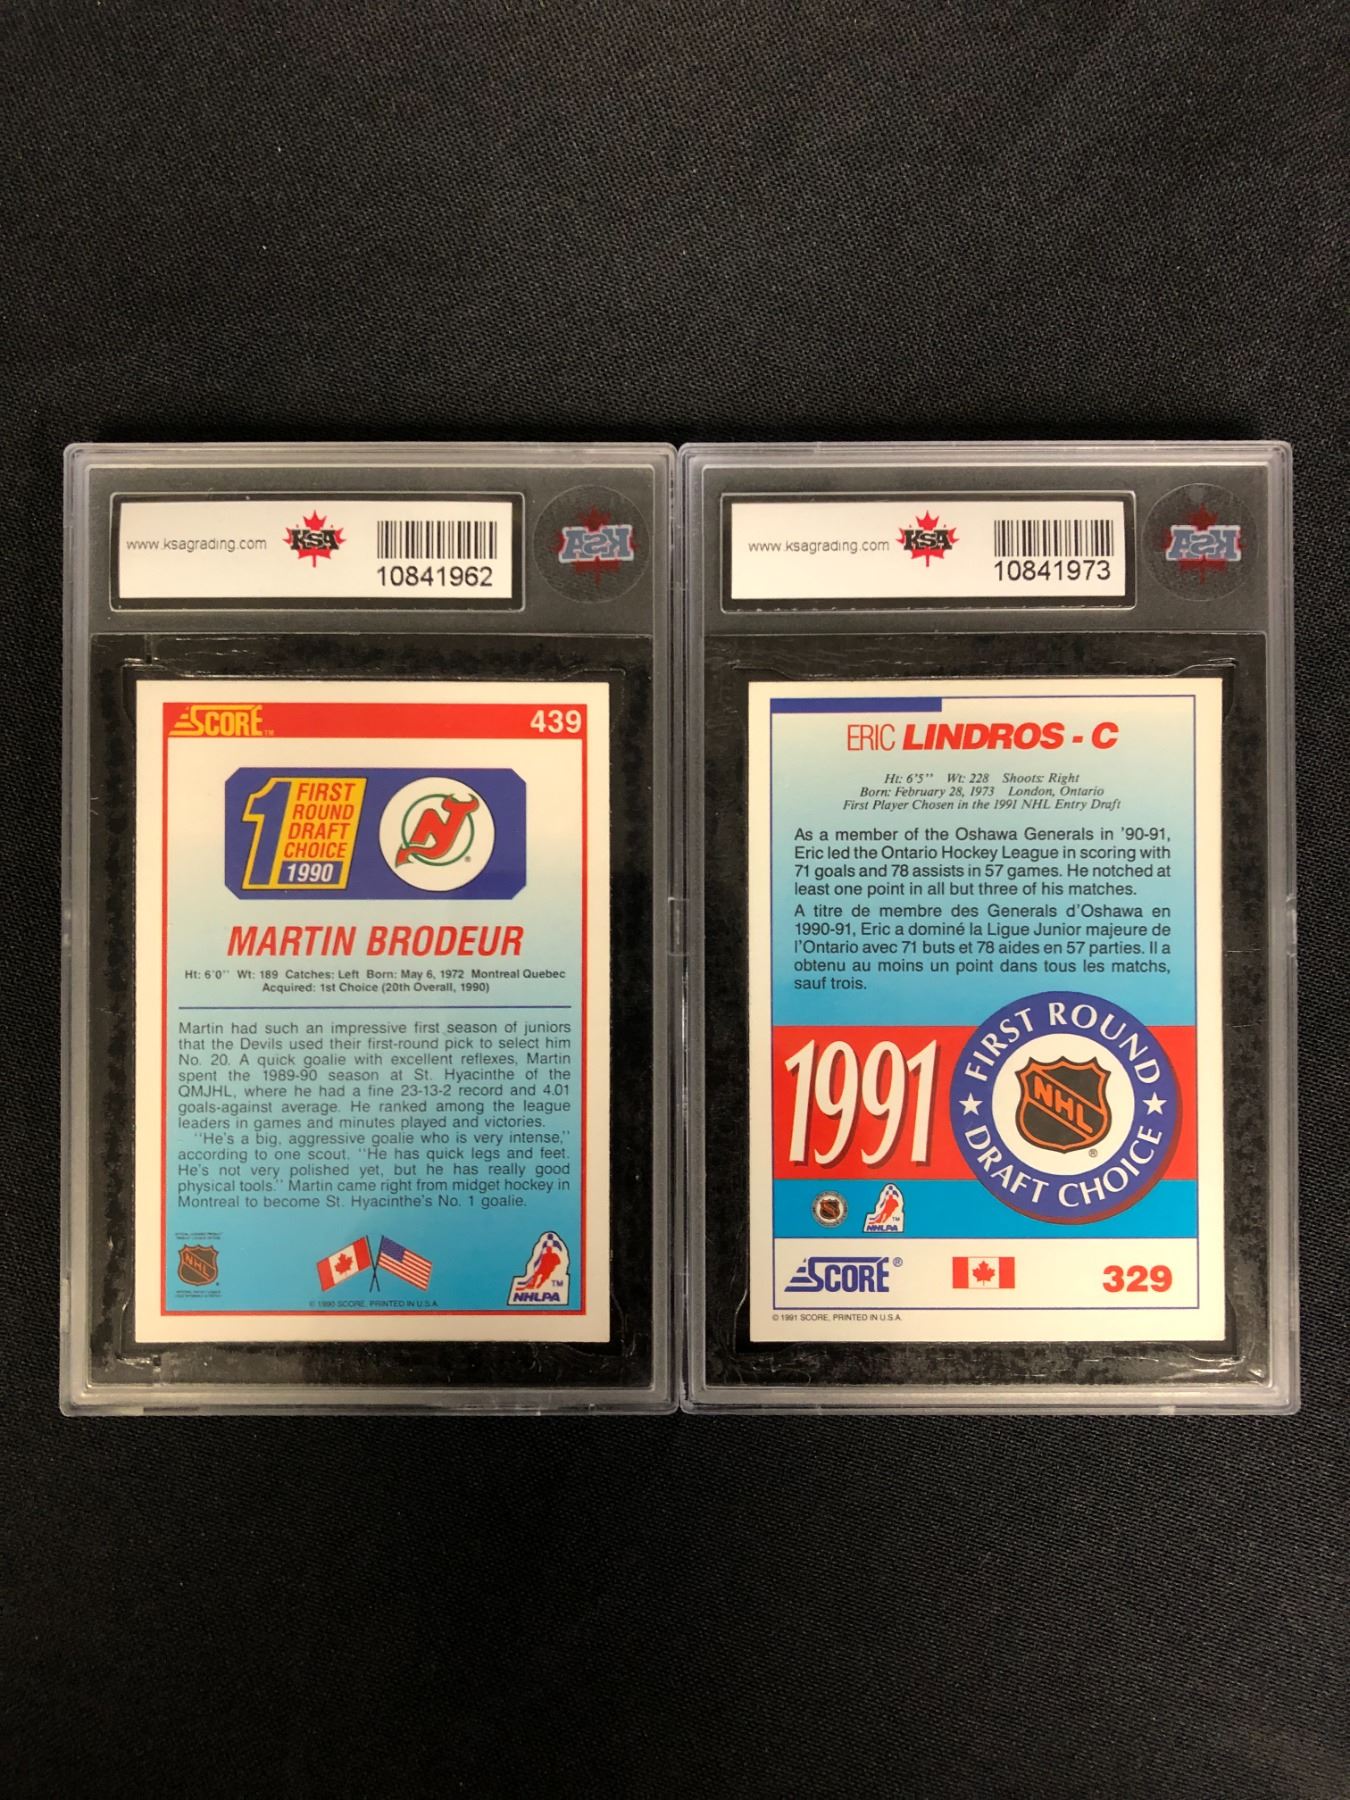 www.ksagrading.com
KSA
10841962
KSA
SCORE™
439
1
FIRST
ROUND
DRAFT
CHOICE
1990
NJ
®
MARTIN BRODEUR
Ht: 6'0" Wt: 189 Catches: Left Born: May 6, 1972 Montreal Quebec
Acquired: 1st Choice (20th Overall, 1990)
Martin had such an impressive first season of juniors
that the Devils used their first-round pick to select him
No. 20. A quick goalie with excellent reflexes, Martin
spent the 1989-90 season at St. Hyacinthe of the
QMJHL, where he had a fine 23-13-2 record and 4.01
goals-against average. He ranked among the league
leaders in games and minutes played and victories.
"He's a big, aggressive goalie who is very intense,"
according to one scout. "He has quick legs and feet.
He's not very polished yet, but he has really good
physical tools." Martin came right from midget hockey in
Montreal to become St. Hyacinthe's No. 1 goalie.
NHL
NHLPA™
© 1990 SCORE, PRINTED IN U.S.A.
www.ksagrading.com
KSA
10841973
KSA
ERIC LINDROS - C
Ht: 6'5" Wt: 228 Shoots: Right
Born: February 28, 1973 London, Ontario
First Player Chosen in the 1991 NHL Entry Draft
As a member of the Oshawa Generals in '90-91,
Eric led the Ontario Hockey League in scoring with
71 goals and 78 assists in 57 games. He notched at
least one point in all but three of his matches.
A titre de membre des Generals d'Oshawa en
1990-91, Eric a dominé la Ligue Junior majeure de
l'Ontario avec 71 buts et 78 aides en 57 parties. Il a
obtenu au moins un point dans tous les matchs,
sauf trois.
1991
FIRST ROUND
DRAFT CHOICE
NHL
®
NHLPA™
SCORE®
329
© 1991 SCORE, PRINTED IN U.S.A.